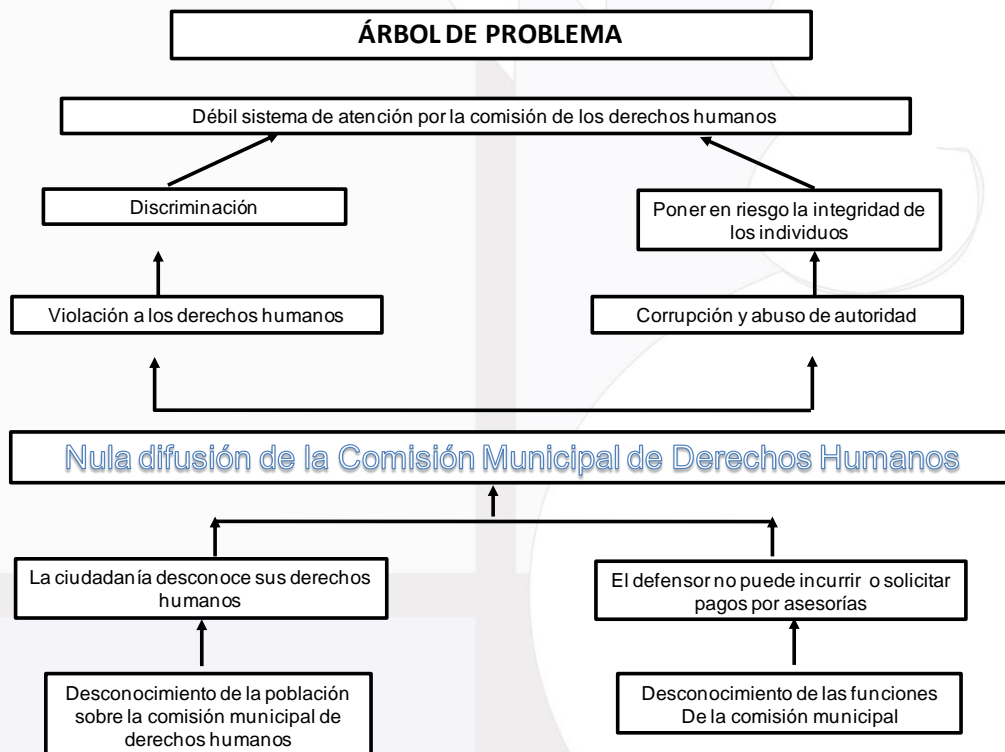 ÁRBOL DE PROBLEMA
Débil sistema de atención por la comisión de los derechos humanos
Discriminación
Poner en riesgo la integridad de
los individuos
Violación a los derechos humanos
Corrupción y abuso de autoridad
Nula difusión de la Comisión Municipal de Derechos Humanos
La ciudadanía desconoce sus derechos
humanos
El defensor no puede incurrir o solicitar
pagos por asesorías
Desconocimiento de la población
sobre la comisión municipal de
derechos humanos
Desconocimiento de las funciones
De la comisión municipal